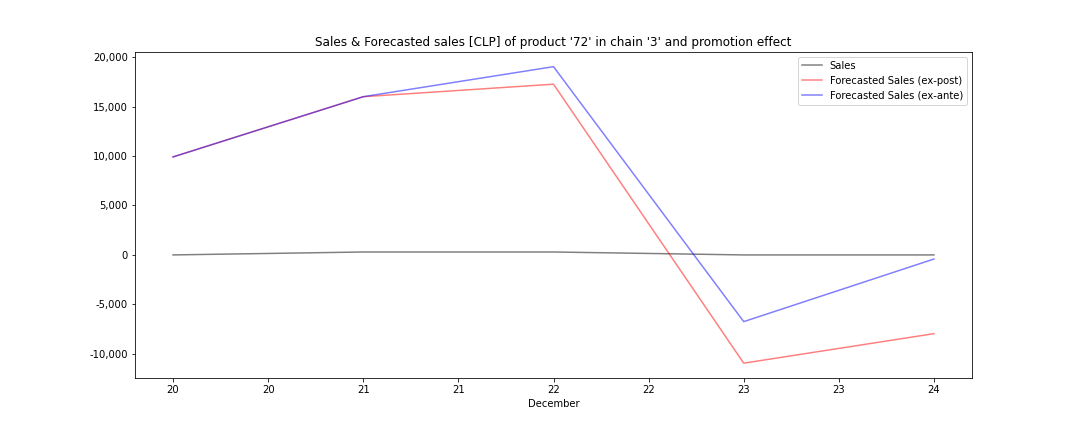 Sales & Forecasted sales [CLP] of product '72' in chain '3' and promotion effect
20,000
15,000
10,000
5,000
0
-5,000
-10,000
Sales
Forecasted Sales (ex-post)
Forecasted Sales (ex-ante)
20 20 21 21 22 22 23 23 24
December